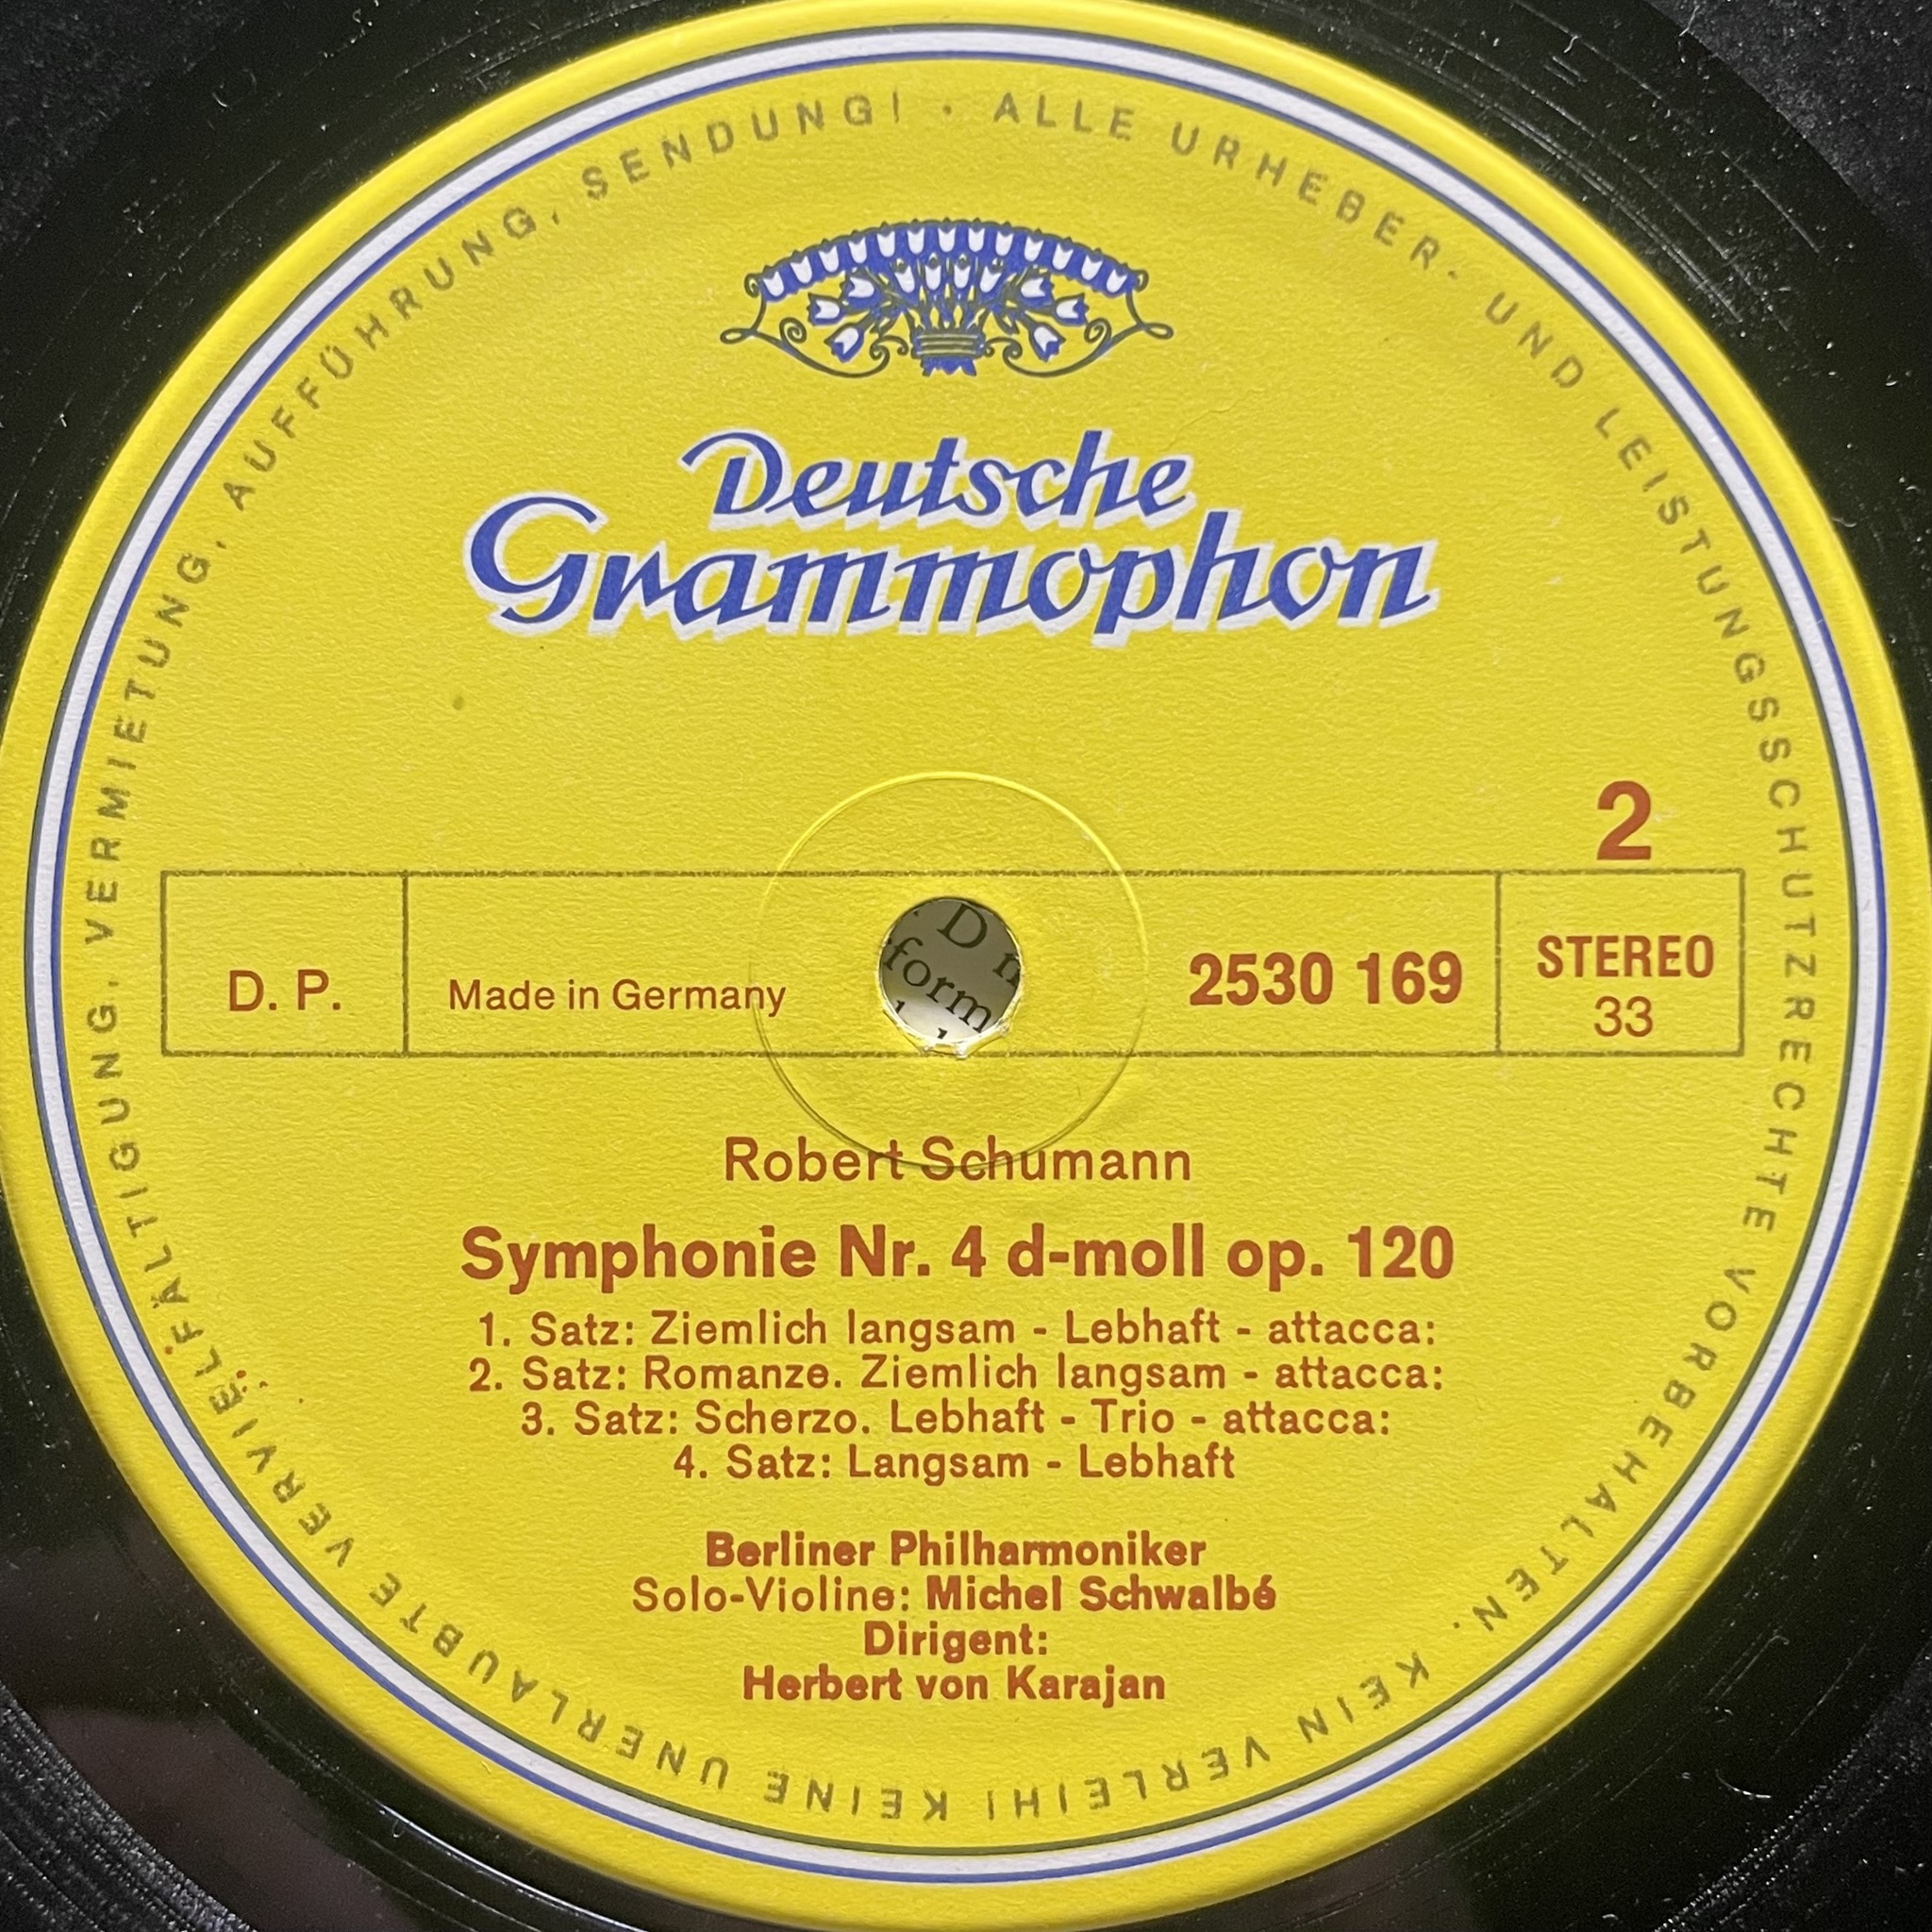 ALLE URHEBER- UND LEISTUNGSSCHUTZRECHTE VORBEHALTEN. KEIN VERLEIH! KEINE UNERLAUBTE VERVIELFÄLTIGUNG, VERMIETUNG, AUFFÜHRUNG, SENDUNG! ·
Deutsche
Grammophon
2
D. P.
Made in Germany
D
form
2530 169
STEREO
33
Robert Schumann
Symphonie Nr. 4 d-moll op. 120
1. Satz: Ziemlich langsam - Lebhaft - attacca:
2. Satz: Romanze. Ziemlich langsam - attacca:
3. Satz: Scherzo. Lebhaft - Trio - attacca:
4. Satz: Langsam - Lebhaft
Berliner Philharmoniker
Solo-Violine: Michel Schwalbé
Dirigent:
Herbert von Karajan